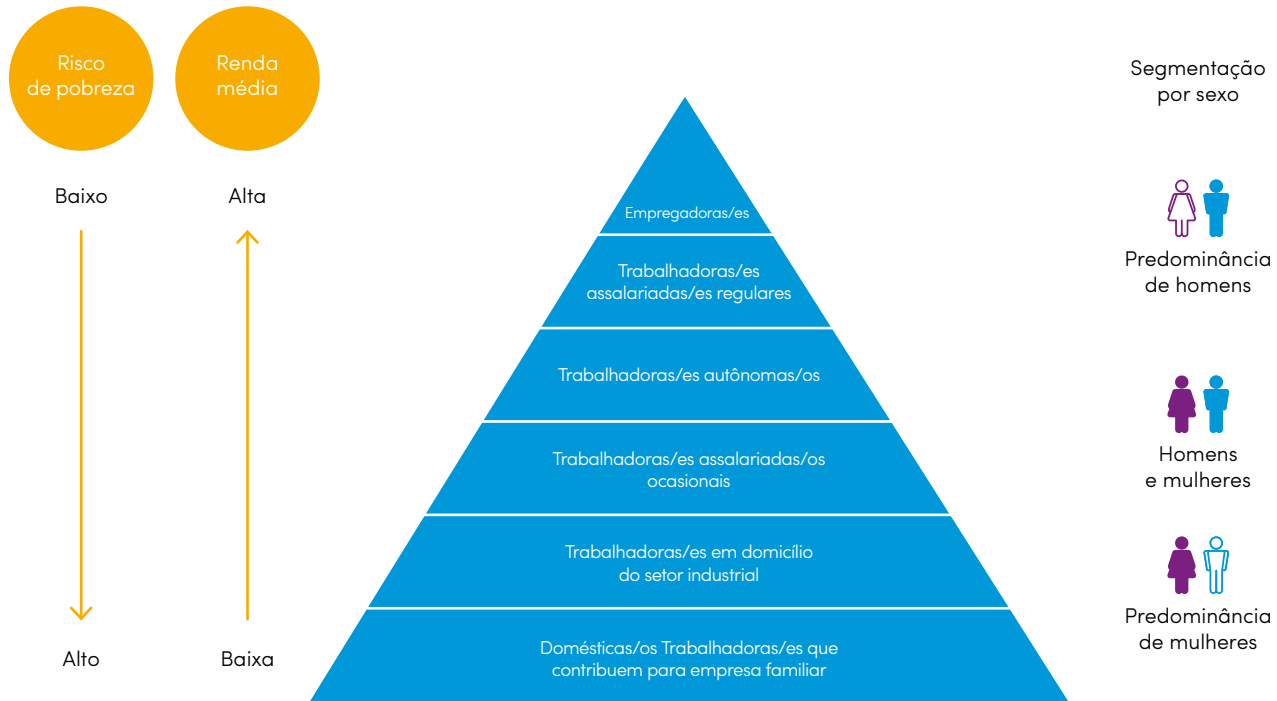 Risco
de pobreza
Renda
média
Baixo
Alta
Alto
Baixa
Empregadoras/es
Trabalhadoras/es
assalariadas/es regulares
Trabalhadoras/es autônomas/os
Trabalhadoras/es assalariadas/os
ocasionais
Trabalhadoras/es em domicílio
do setor industrial
Domésticas/os Trabalhadoras/es que
contribuem para empresa familiar
Segmentação
por sexo
Predominância
de homens
Homens
e mulheres
Predominância
de mulheres